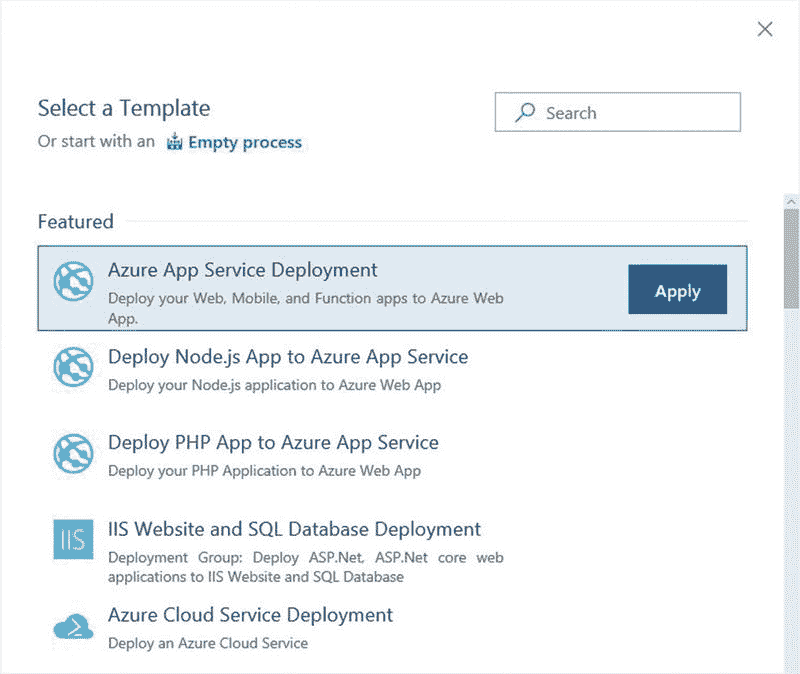 Select a Template
Search
Or start with an Empty process
Featured
Azure App Service Deployment
Deploy your Web, Mobile, and Function apps to Azure Web
App.
Apply
Deploy Node.js App to Azure App Service
Deploy your Node.js application to Azure Web App
Deploy PHP App to Azure App Service
Deploy your PHP Application to Azure Web App
IIS
IIS Website and SQL Database Deployment
Deployment Group: Deploy ASP.Net, ASP.Net core web
applications to IIS Website and SQL Database
Azure Cloud Service Deployment
Deploy an Azure Cloud Service